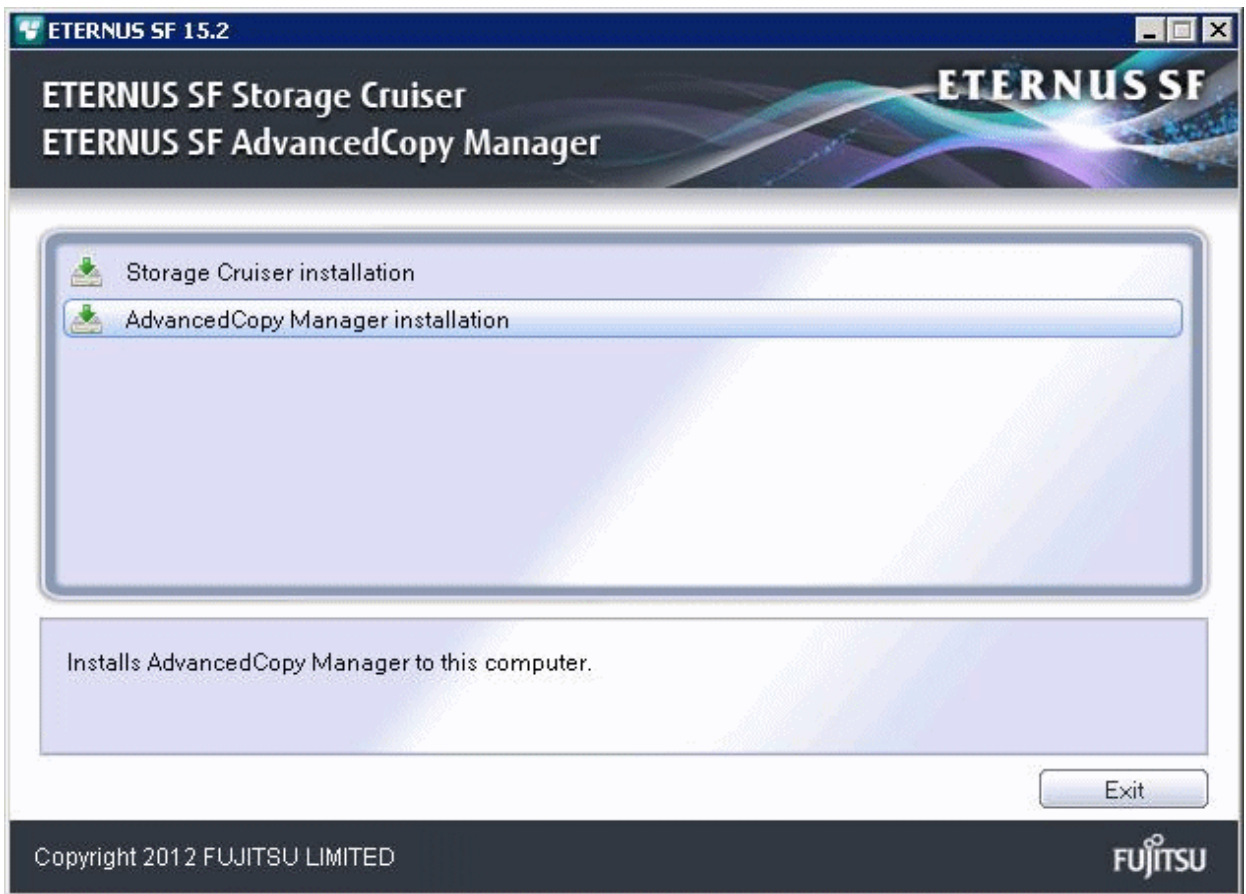 ETERNUS SF 15.2
ETERNUS SF Storage Cruiser
ETERNUS SF
ETERNUS SF AdvancedCopy Manager
Storage Cruiser installation
AdvancedCopy Manager installation
Installs AdvancedCopy Manager to this computer.
Exit
Copyright 2012 FUJITSU LIMITED
FUJITSU